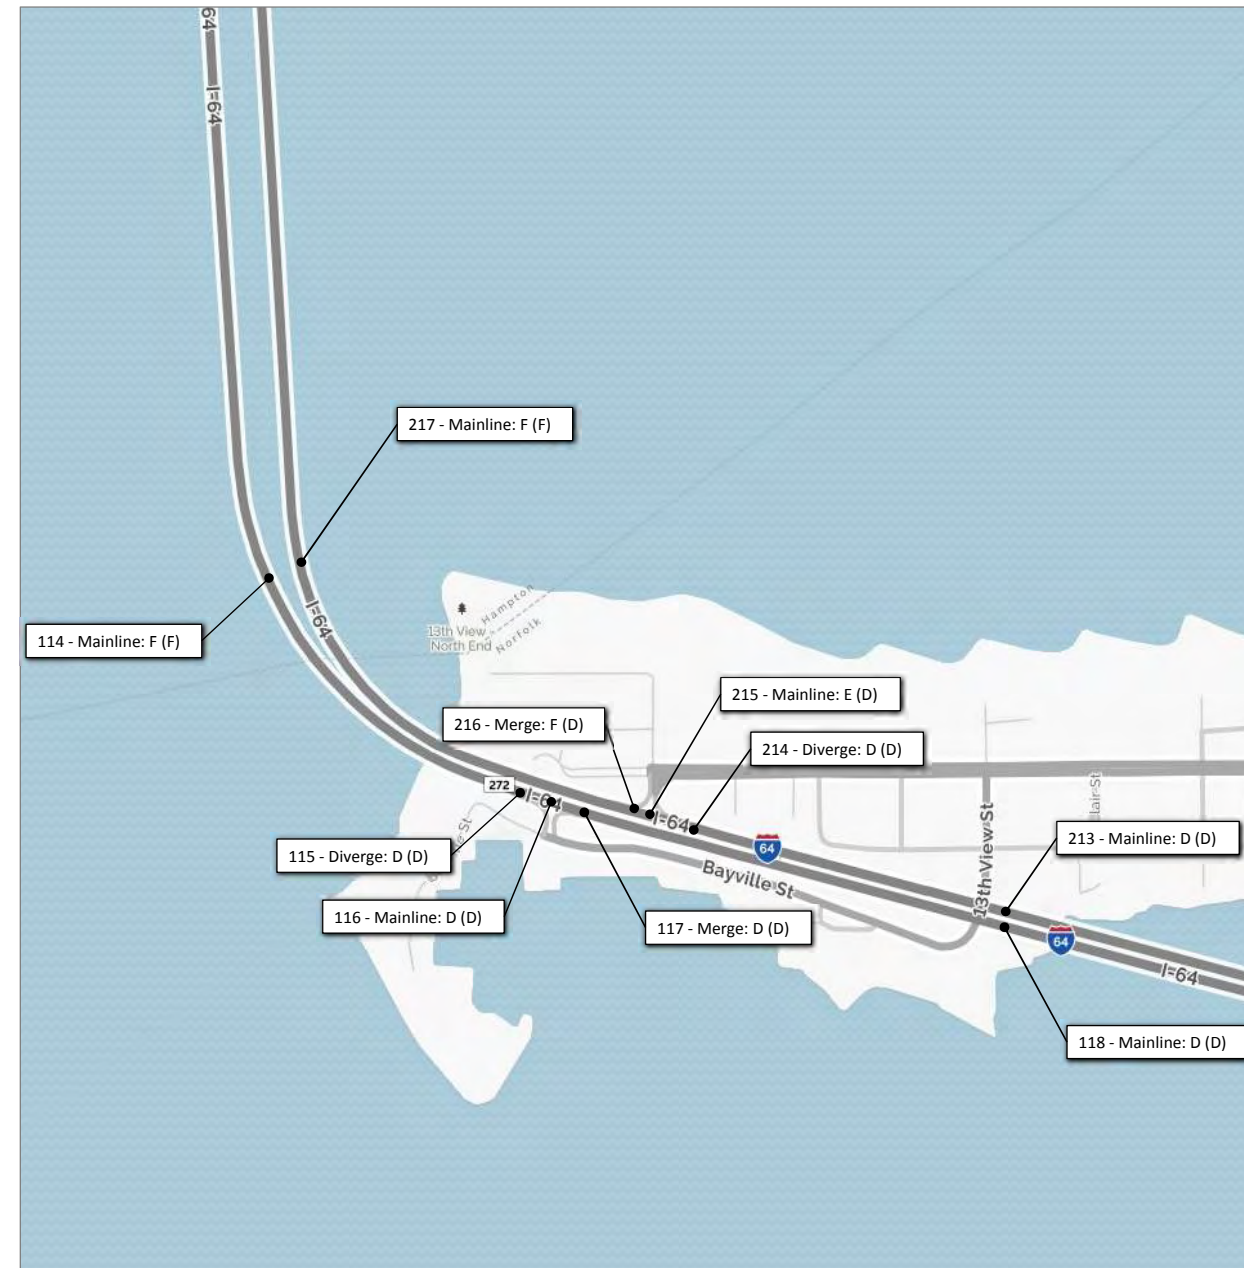 64
I-64
217 - Mainline: F (F)
Hampton
Norfolk
13th View
North End
I-64
114 - Mainline: F (F)
215 - Mainline: E (D)
216 - Merge: F (D)
214 - Diverge: D (D)
272
I-64
I-64
64
115 - Diverge: D (D)
213 - Mainline: D (D)
Bayville St
13th View St
116 - Mainline: D (D)
117 - Merge: D (D)
64
I-64
118 - Mainline: D (D)